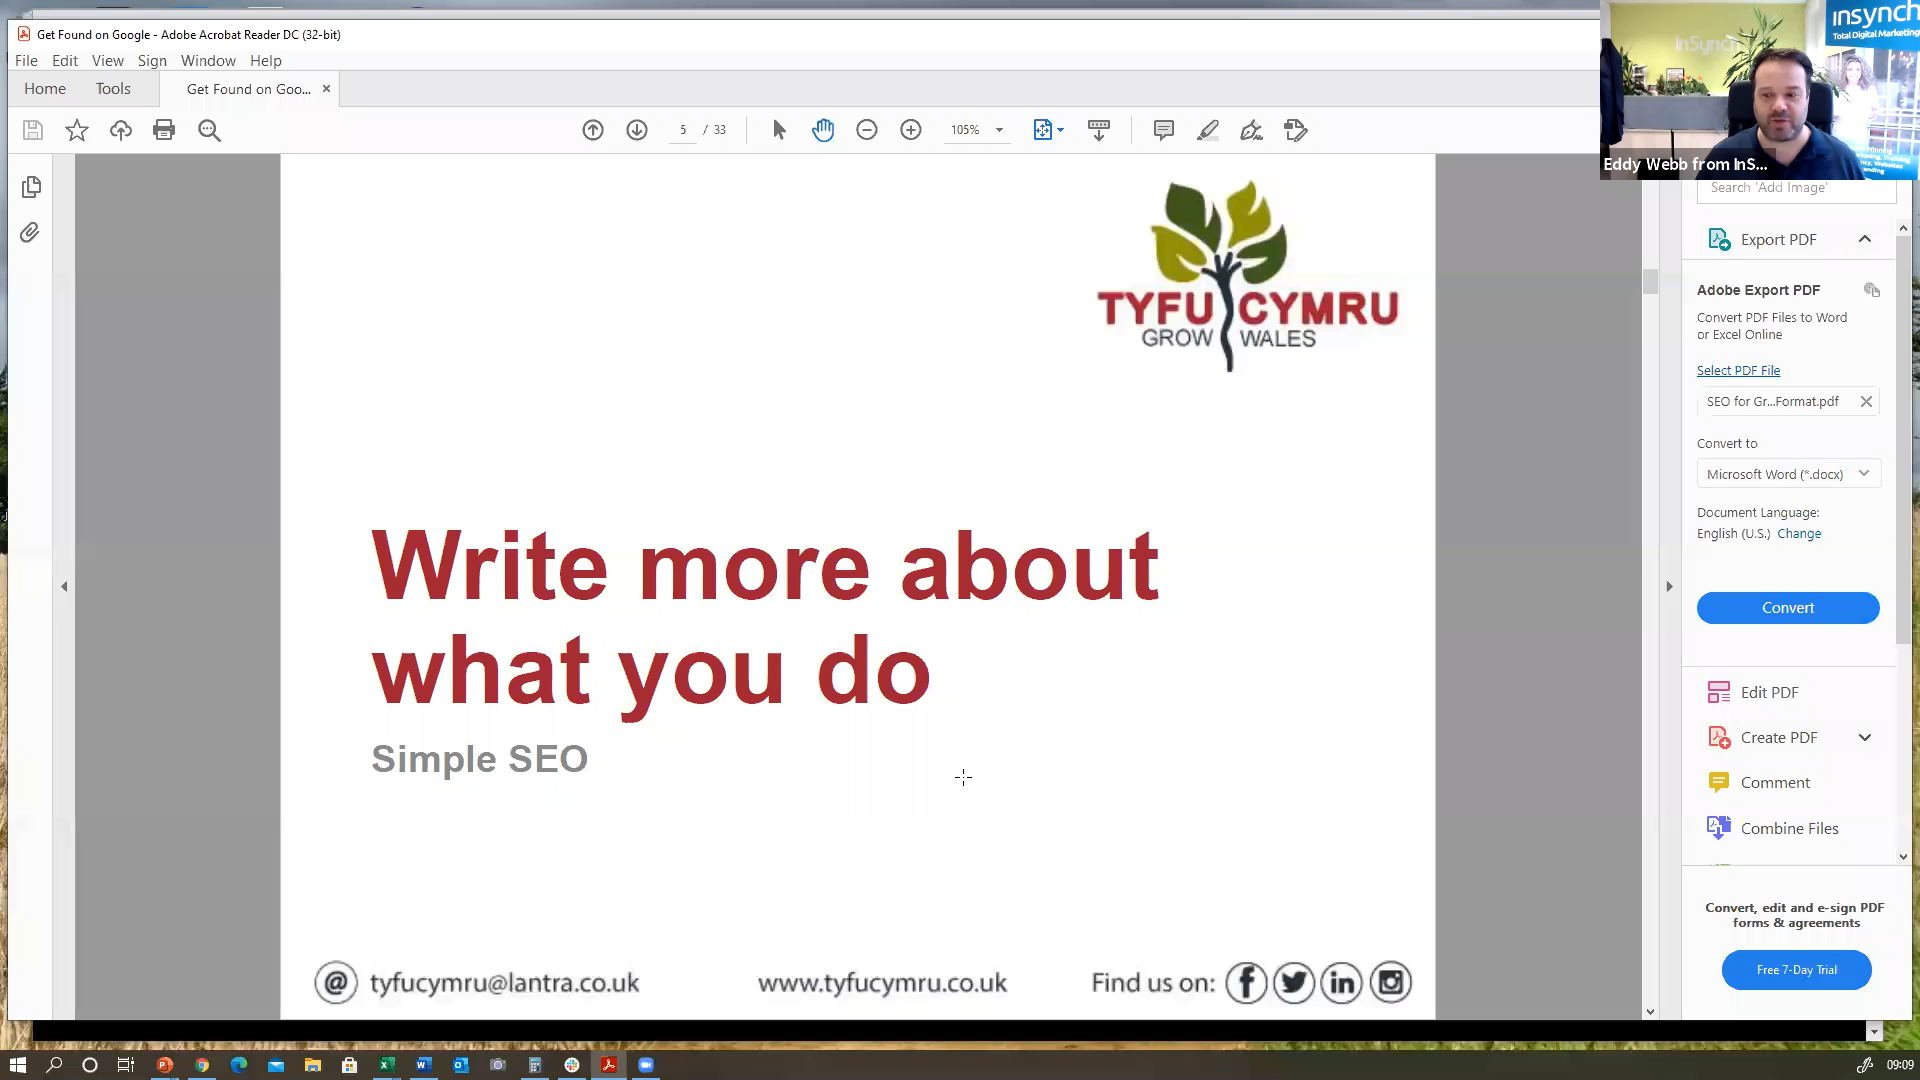 Get Found on Google - Adobe Acrobat Reader DC (32-bit)
File Edit View Sign Window Help
Home Tools Get Found on Goo... ×
5 / 33 105%
insynch
Total Digital Marketing
InSynch
Eddy Webb from InS...
Search 'Add Image'
TYFU CYMRU
GROW WALES
Write more about
what you do
Simple SEO
@ tyfucymru@lantra.co.uk www.tyfucymru.co.uk Find us on:
Export PDF
Adobe Export PDF
Convert PDF Files to Word
or Excel Online
Select PDF File
SEO for Gr...Format.pdf
Convert to
Microsoft Word (*.docx)
Document Language:
English (U.S.) Change
Convert
Edit PDF
Create PDF
Comment
Combine Files
Convert, edit and e-sign PDF
forms & agreements
Free 7-Day Trial
09:09